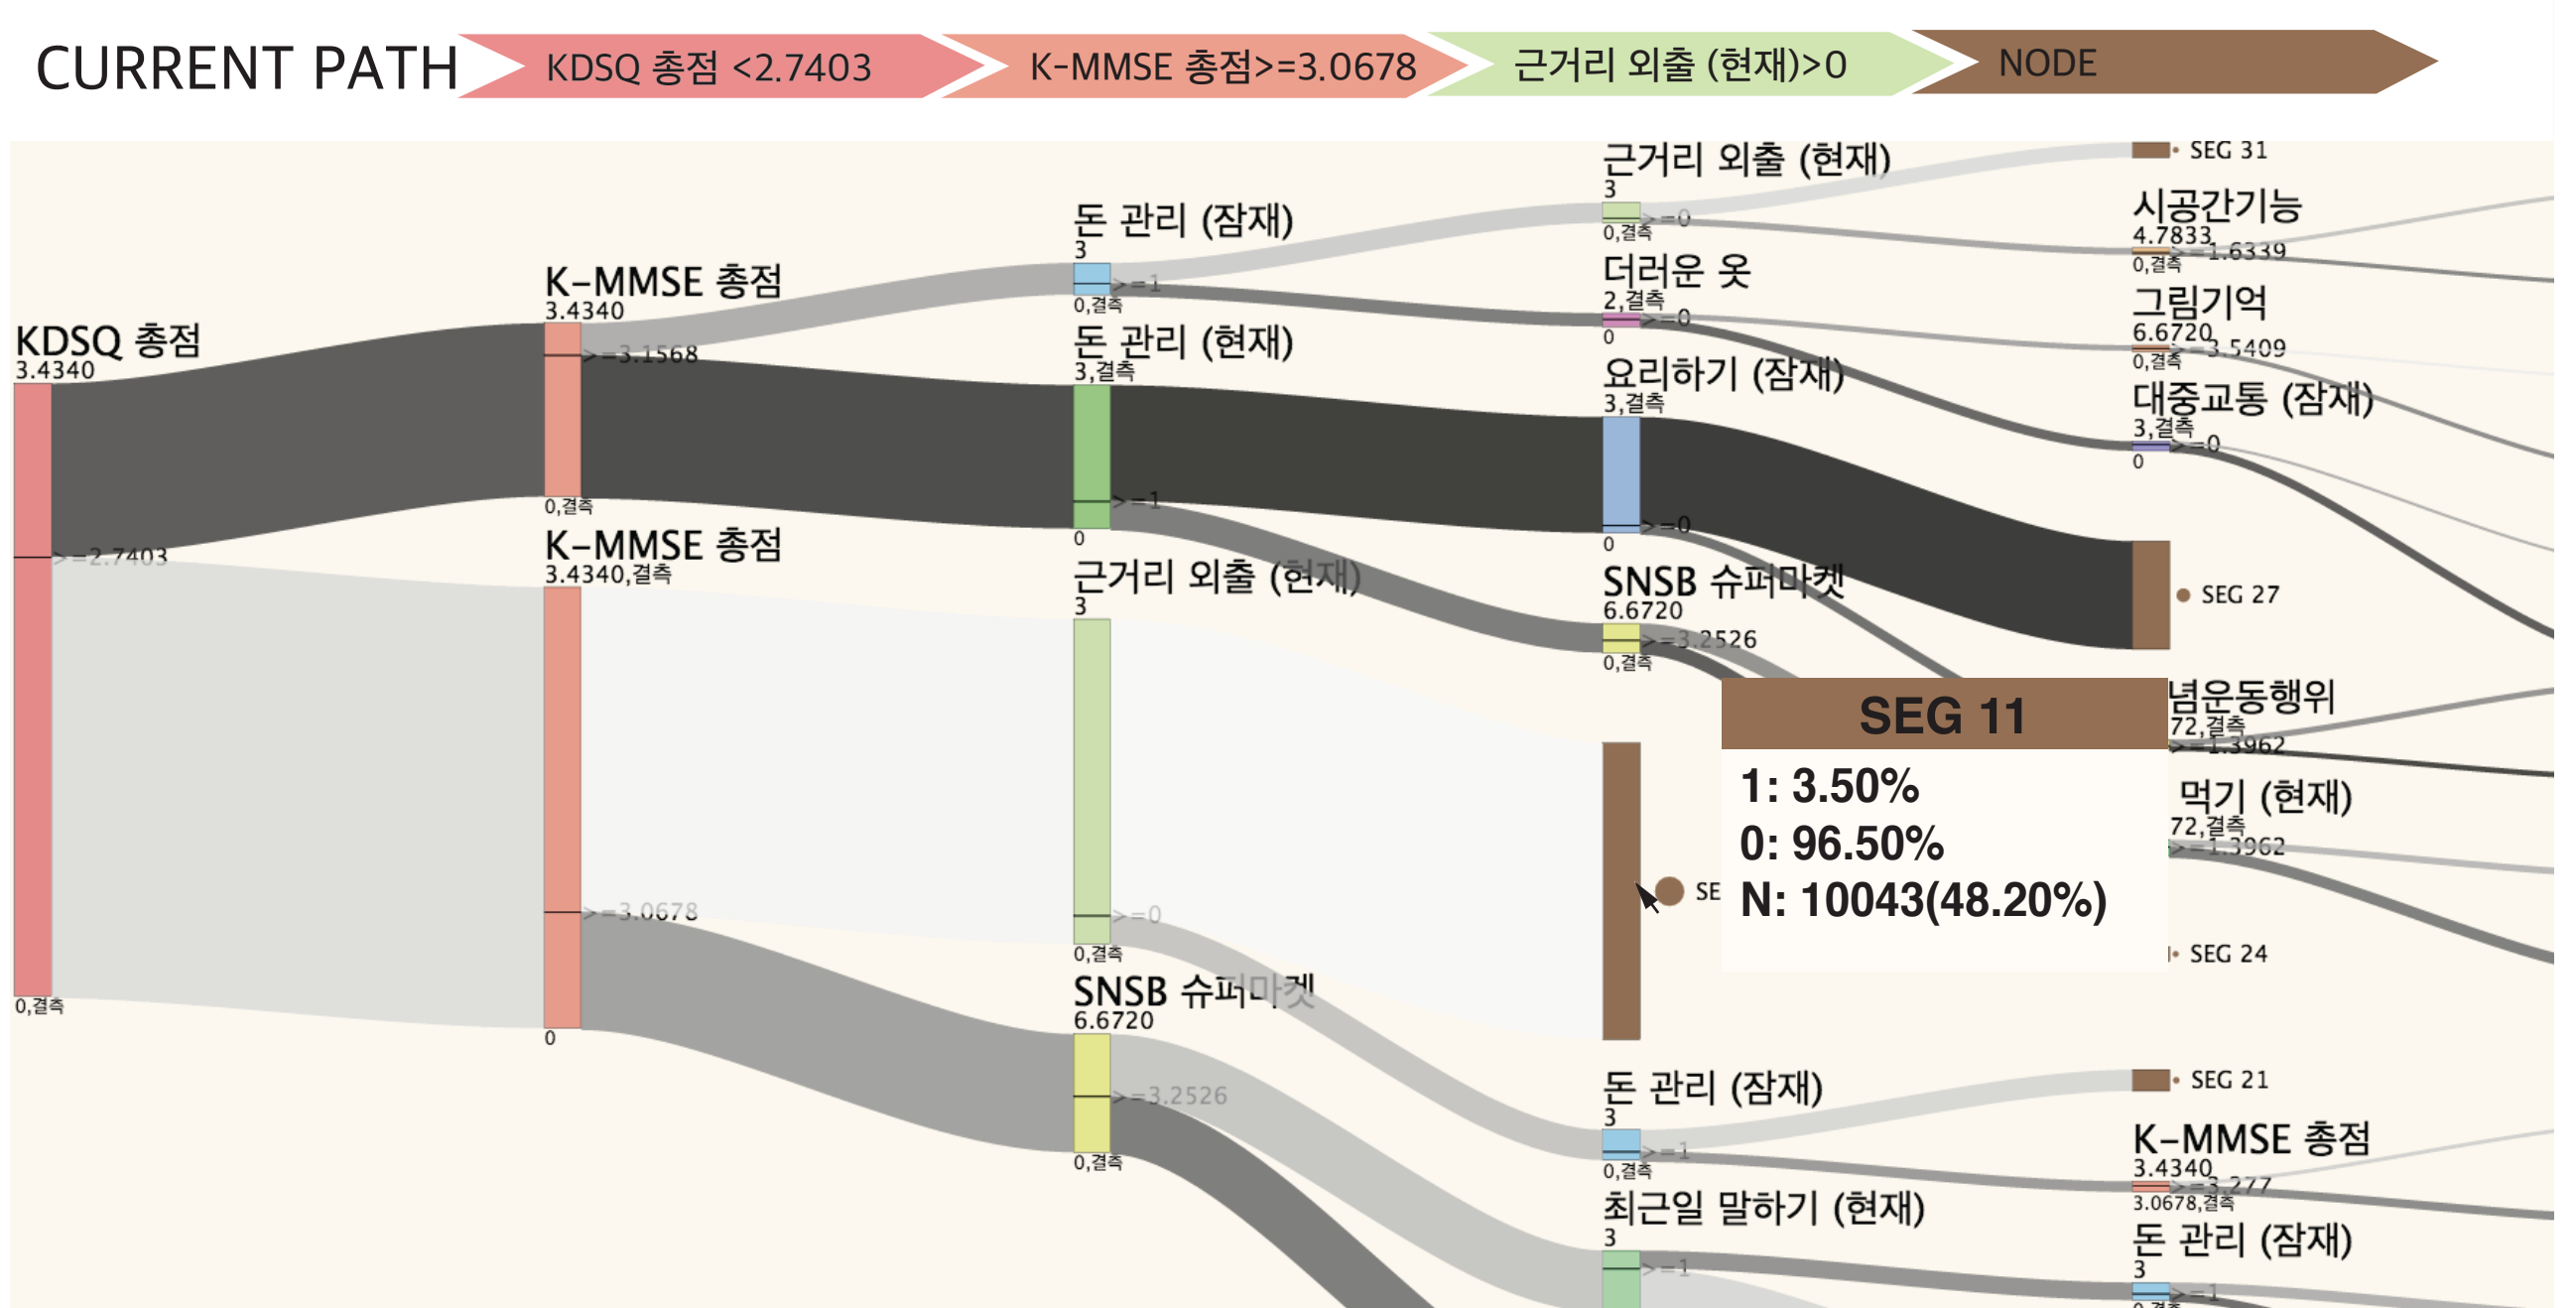 CURRENT PATH
KDSQ 총점 <2.7403
K-MMSE 총점>=3.0678
근거리 외출 (현재)>0
NODE
KDSQ 총점
3.4340
>=2.7403
0,결측
K-MMSE 총점
3.4340
>=3.1568
0,결측
K-MMSE 총점
3.4340,결측
>=3.0678
0
돈 관리 (잠재)
3
>=1
0,결측
돈 관리 (현재)
3,결측
>=1
0
근거리 외출 (현재)
3
>=0
0,결측
SNSB 슈퍼마켓
6.6720
>=3.2526
0,결측
근거리 외출 (현재)
3
>=0
0,결측
더러운 옷
2,결측
>=0
0
요리하기 (잠재)
3,결측
>=0
0
SNSB 슈퍼마켓
6.6720
>=3.2526
0,결측
SE
SEG 11
1: 3.50%
0: 96.50%
N: 10043(48.20%)
돈 관리 (잠재)
3
>=1
0,결측
최근일 말하기 (현재)
3
>=1
SEG 31
시공간기능
4.7833
>=1.6339
0,결측
그림기억
6.6720
>=3.5409
0,결측
대중교통 (잠재)
3,결측
>=0
0
SEG 27
념운동행위
72,결측
>=1.3962
먹기 (현재)
72,결측
>=1.3962
SEG 24
SEG 21
K-MMSE 총점
3.4340
>=3.277
3.0678,결측
돈 관리 (잠재)
3
>=1
0,결측